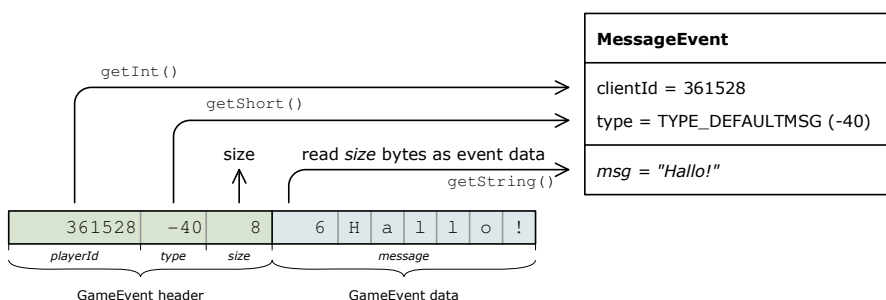 MessageEvent
getInt()
clientId = 361528
getShort()
type = TYPE_DEFAULTMSG (-40)
size
read size bytes as event data
msg = "Hallo!"
getString()
361528 −40 8 6 H a l l o !
playerId type size message
GameEvent header GameEvent data